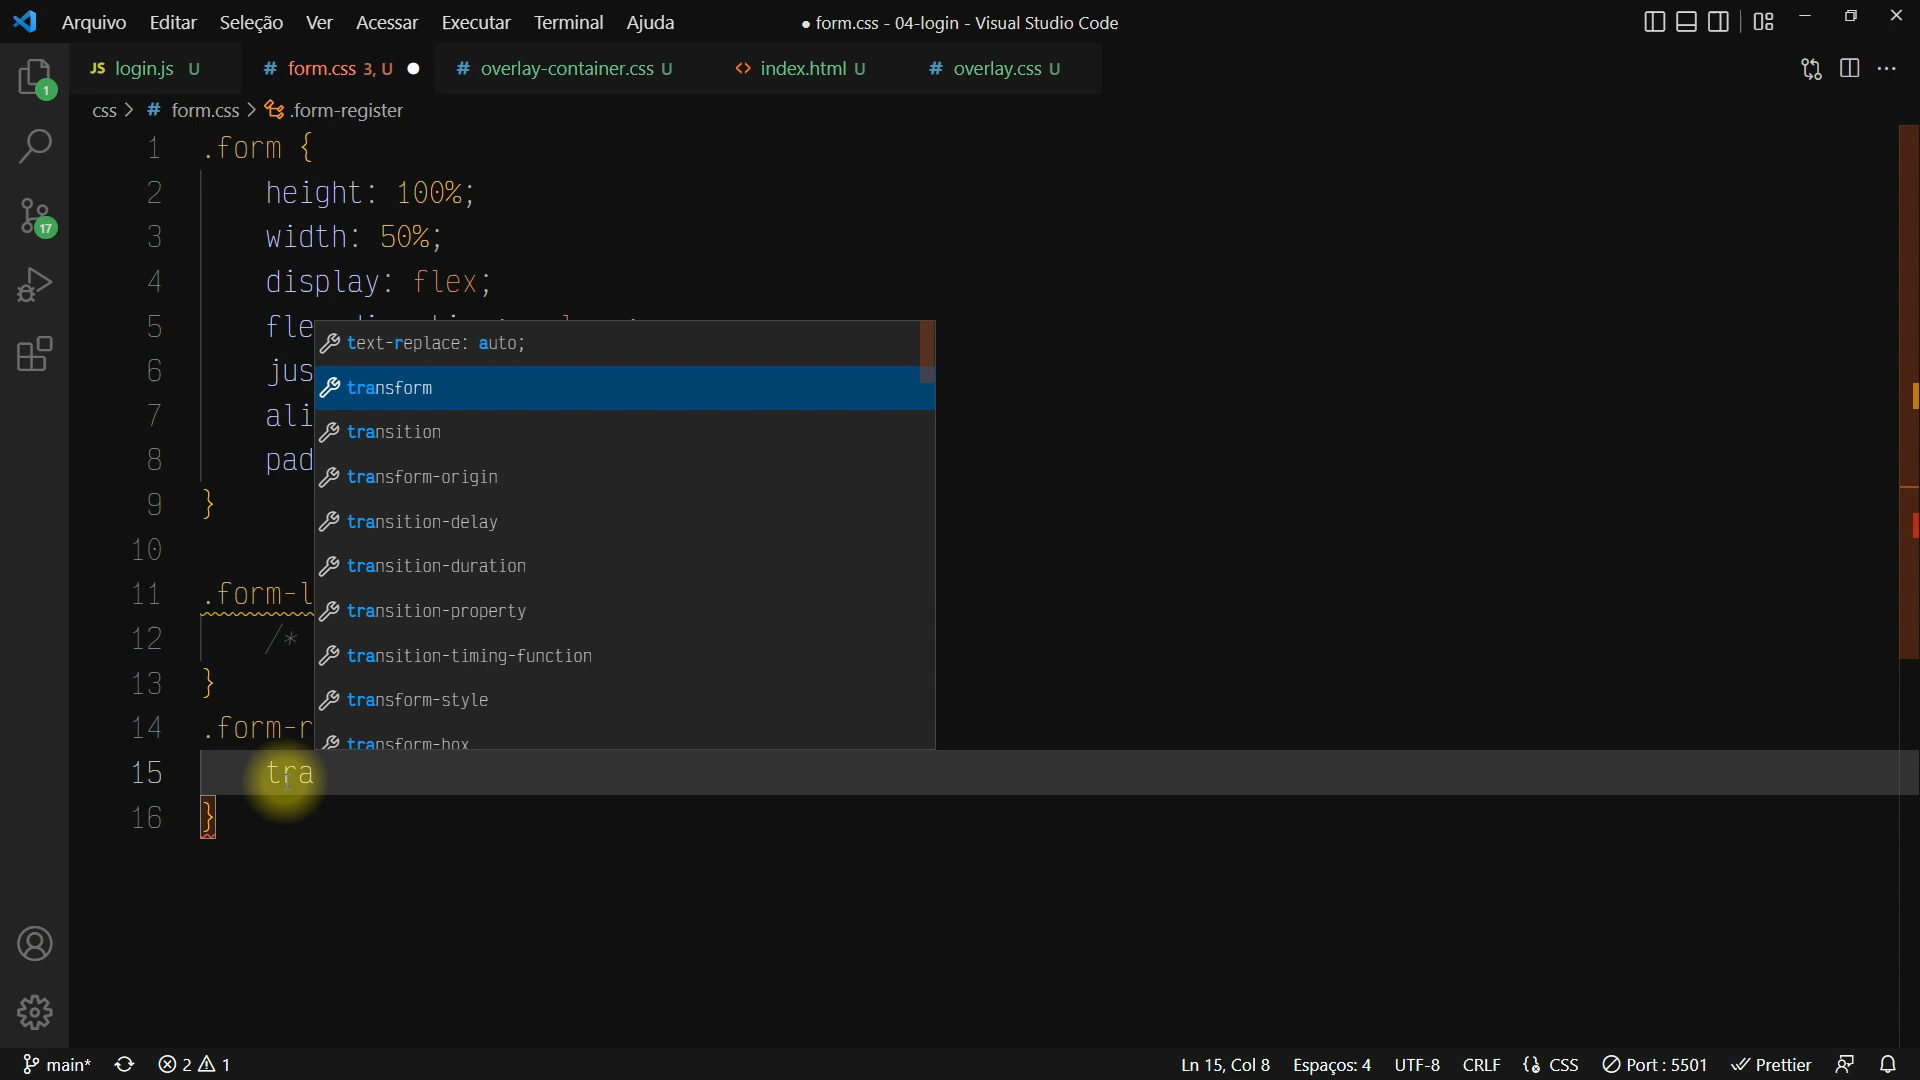 Arquivo Editar Seleção Ver Acessar Executar Terminal Ajuda ● form.css - 04-login - Visual Studio Code
JS login.js U # form.css 3, U # overlay-container.css U <> index.html U # overlay.css U
1 css > # form.css > .form-register
1 .form {
2 height: 100%;
3 width: 50%;
4 display: flex;
5 fle
text-replace: auto;
6 jus
transform
7 ali
transition
8 pad
transform-origin
9 }
transition-delay
10
transition-duration
11 .form-l
transition-property
12 /*
transition-timing-function
13 }
transform-style
14 .form-r
transform-box
15 tra
16 }
17
main* 2 1 Ln 15, Col 8 Espaços: 4 UTF-8 CRLF CSS Port : 5501 Prettier